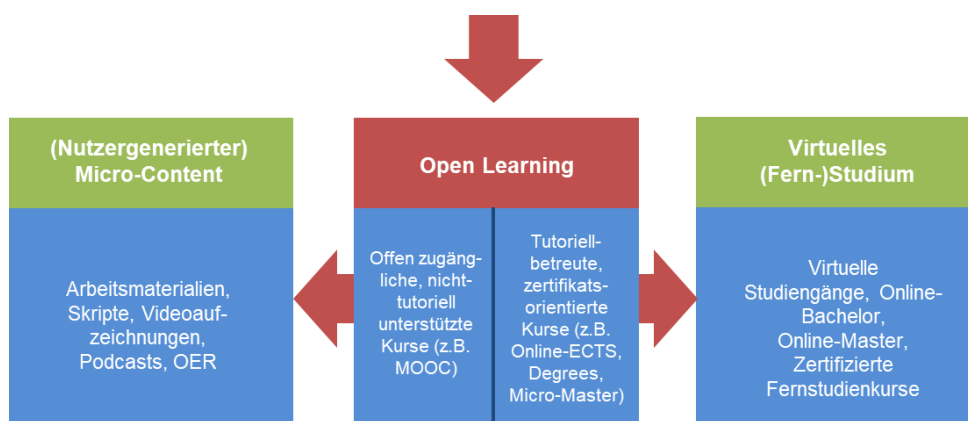 (Nutzergenerierter)
Micro-Content
Arbeitsmaterialien,
Skripte, Videoauf-
zeichnungen,
Podcasts, OER
Open Learning
Offen zugäng-
liche, nicht-
tutoriell
unterstützte
Kurse (z.B.
MOOC)
Tutoriell-
betreute,
zertifikats-
orientierte
Kurse (z.B.
Online-ECTS,
Degrees,
Micro-Master)
Virtuelles
(Fern-)Studium
Virtuelle
Studiengänge, Online-
Bachelor,
Online-Master,
Zertifizierte
Fernstudienkurse